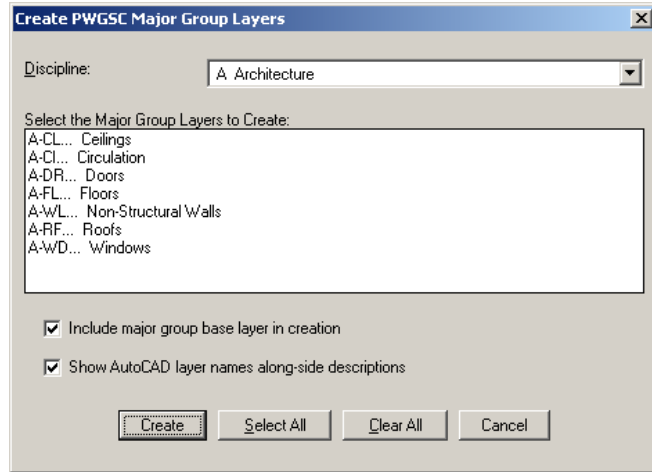 Create PWGSC Major Group Layers
Discipline: A Architecture
Select the Major Group Layers to Create:
A-CL... Ceilings
A-CI... Circulation
A-DR... Doors
A-FL... Floors
A-WL... Non-Structural Walls
A-RF... Roofs
A-WD... Windows
Include major group base layer in creation
Show AutoCAD layer names along-side descriptions
Create Select All Clear All Cancel